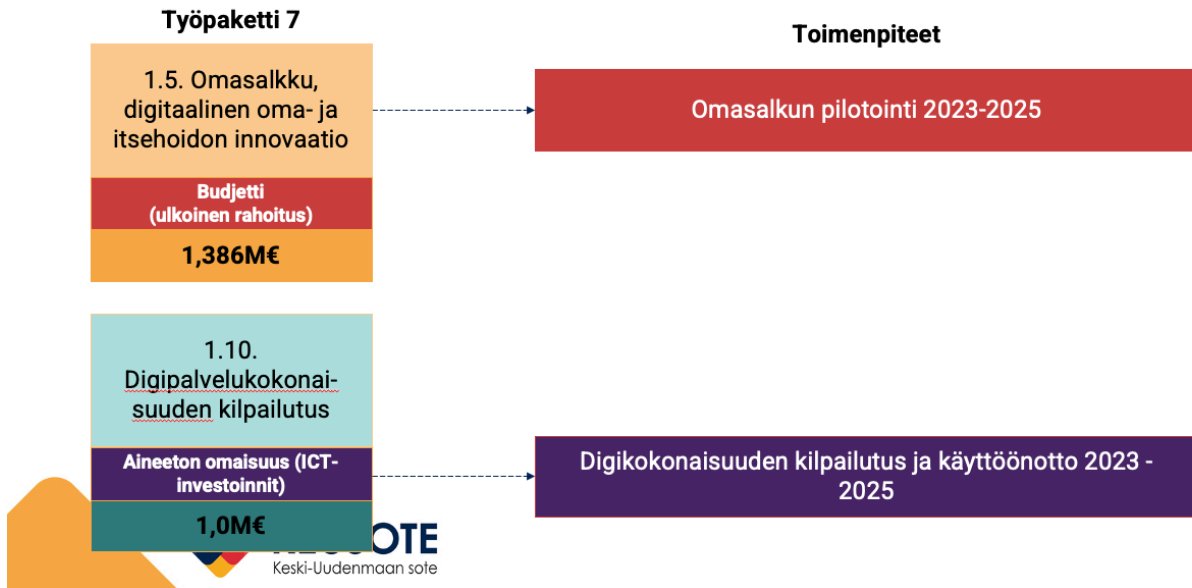 Työpaketti 7
Toimenpiteet
1.5. Omasalkku,
digitaalinen oma- ja
itsehoidon innovaatio
Omasalkun pilotointi 2023-2025
Budjetti
(ulkoinen rahoitus)
1,386M€
1.10.
Digipalvelukokonai-
suuden kilpailutus
Aineeton omaisuus (ICT-
investoinnit)
Digikokonaisuuden kilpailutus ja käyttöönotto 2023 -
2025
1,0M€
Keski-Uudenmaan sote